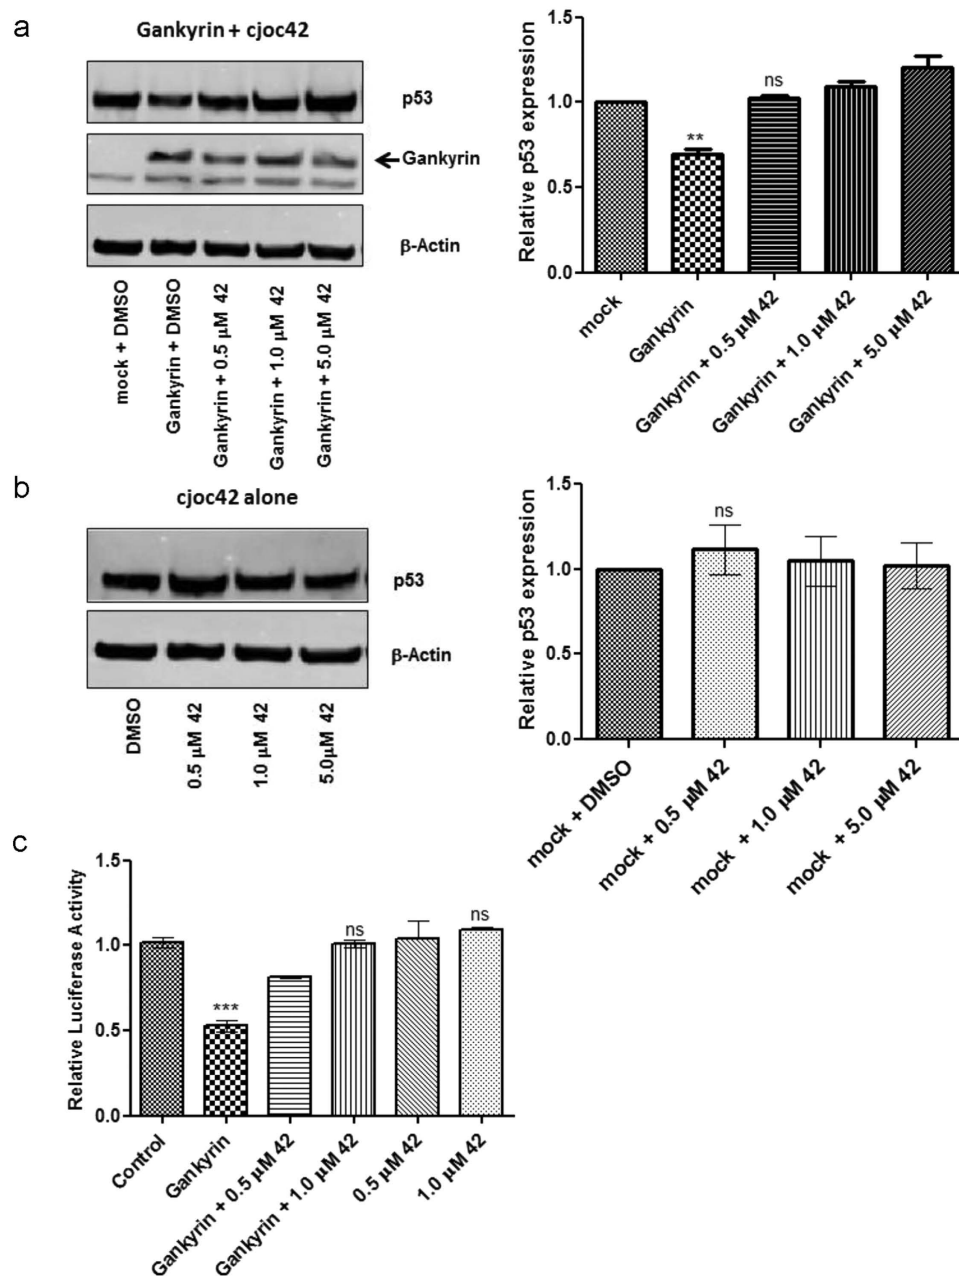 a
Gankyrin + cjoc42
p53
Gankyrin
β-Actin
mock + DMSO
Gankyrin + DMSO
Gankyrin + 0.5 µM 42
Gankyrin + 1.0 µM 42
Gankyrin + 5.0 µM 42
Relative p53 expression
1.5
1.0
0.5
0.0
**
ns
mock
Gankyrin
Gankyrin + 0.5 µM 42
Gankyrin + 1.0 µM 42
Gankyrin + 5.0 µM 42
b
cjoc42 alone
p53
β-Actin
DMSO
0.5 µM 42
1.0 µM 42
5.0µM 42
Relative p53 expression
1.5
1.0
0.5
0.0
ns
mock + DMSO
mock + 0.5 µM 42
mock + 1.0 µM 42
mock + 5.0 µM 42
c
Relative Luciferase Activity
1.5
1.0
0.5
0.0
***
ns
ns
Control
Gankyrin
Gankyrin + 0.5 µM 42
Gankyrin + 1.0 µM 42
0.5 µM 42
1.0 µM 42